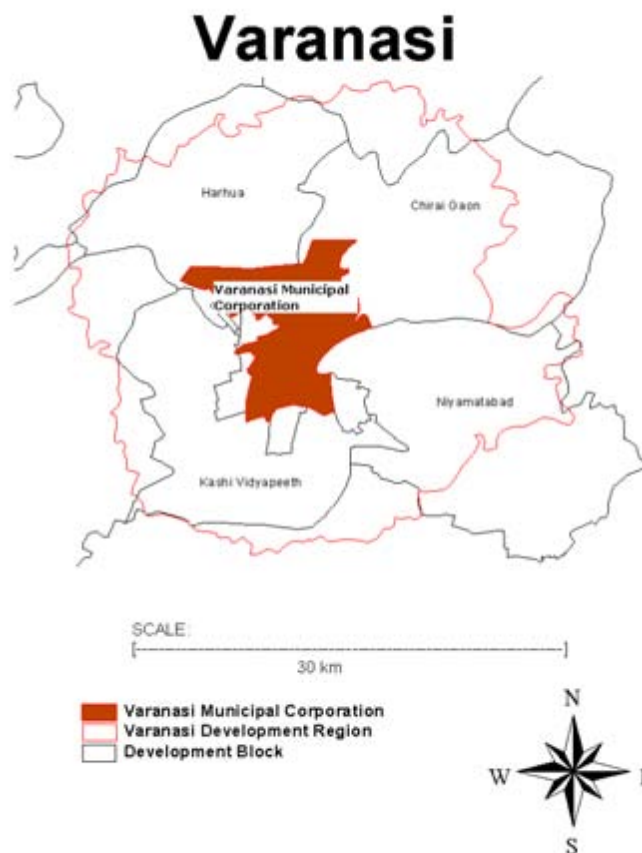 Varanasi
Harhua
Chirai Gaon
Varanasi Municipal
Corporation
Niyamatabad
Kashi Vidyapeeth
SCALE:
30 km
Varanasi Municipal Corporation
Varanasi Development Region
Development Block
N
W
S